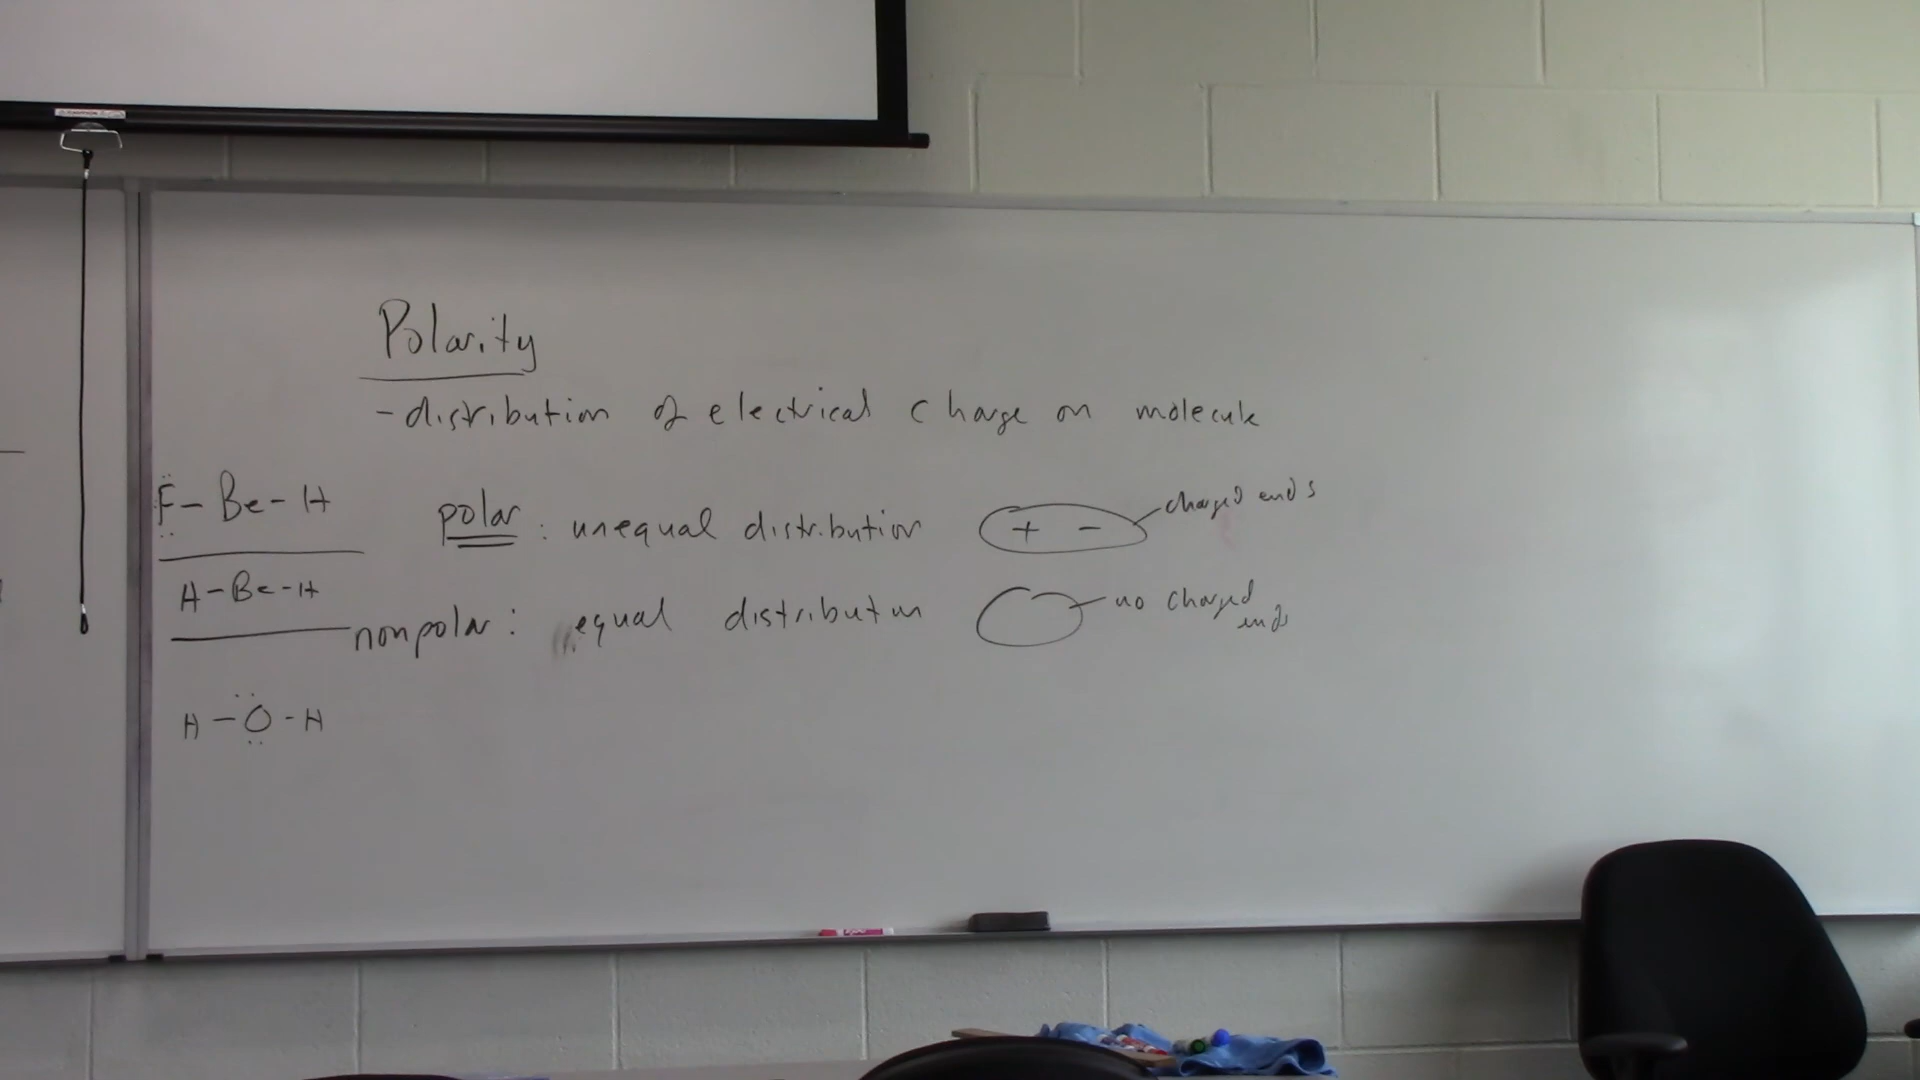 Polarity
- distribution of electrical charge on molecule
F - Be - H
polar : unequal distribution
+ -
charged ends
H - Be - H
nonpolar : equal distribution
no charged
ends
H - O - H